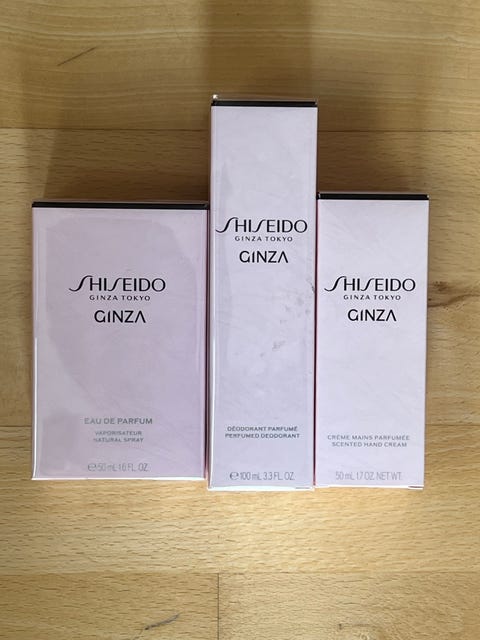 SHISEIDO
GINZA TOKYO
GINZA
EAU DE PARFUM
VAPORISATEUR
NATURAL SPRAY
℮ 50 mL 1.6 FL. OZ.
SHISEIDO
GINZA TOKYO
GINZA
DÉODORANT PARFUMÉ
PERFUMED DEODORANT
℮ 100 mL 3.3 FL. OZ.
SHISEIDO
GINZA TOKYO
GINZA
CRÈME MAINS PARFUMÉE
SCENTED HAND CREAM
50 mL 1.7 OZ. NET WT.